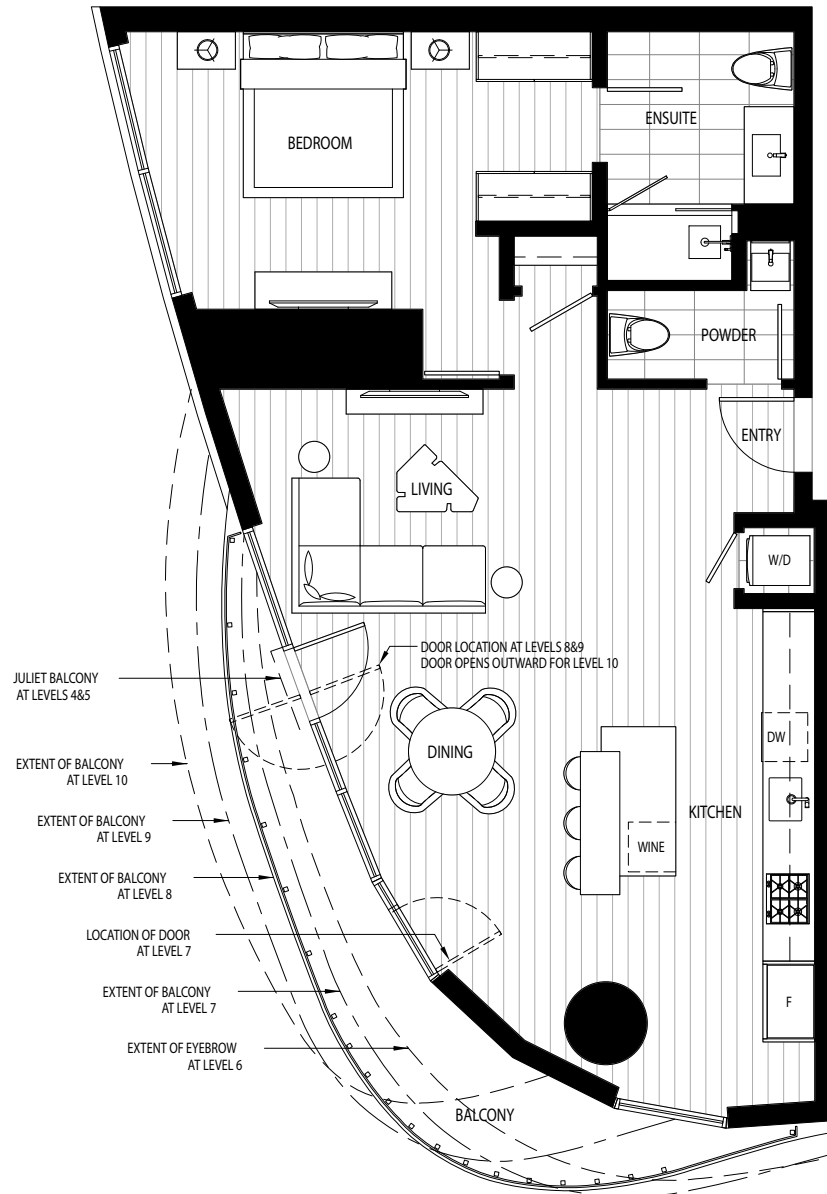 BEDROOM
ENSUITE
POWDER
ENTRY
LIVING
W/D
DOOR LOCATION AT LEVELS 8&9
DOOR OPENS OUTWARD FOR LEVEL 10
JULIET BALCONY
AT LEVELS 4&5
DINING
DW
EXTENT OF BALCONY
AT LEVEL 10
KITCHEN
EXTENT OF BALCONY
AT LEVEL 9
WINE
EXTENT OF BALCONY
AT LEVEL 8
LOCATION OF DOOR
AT LEVEL 7
EXTENT OF BALCONY
AT LEVEL 7
F
EXTENT OF EYEBROW
AT LEVEL 6
BALCONY